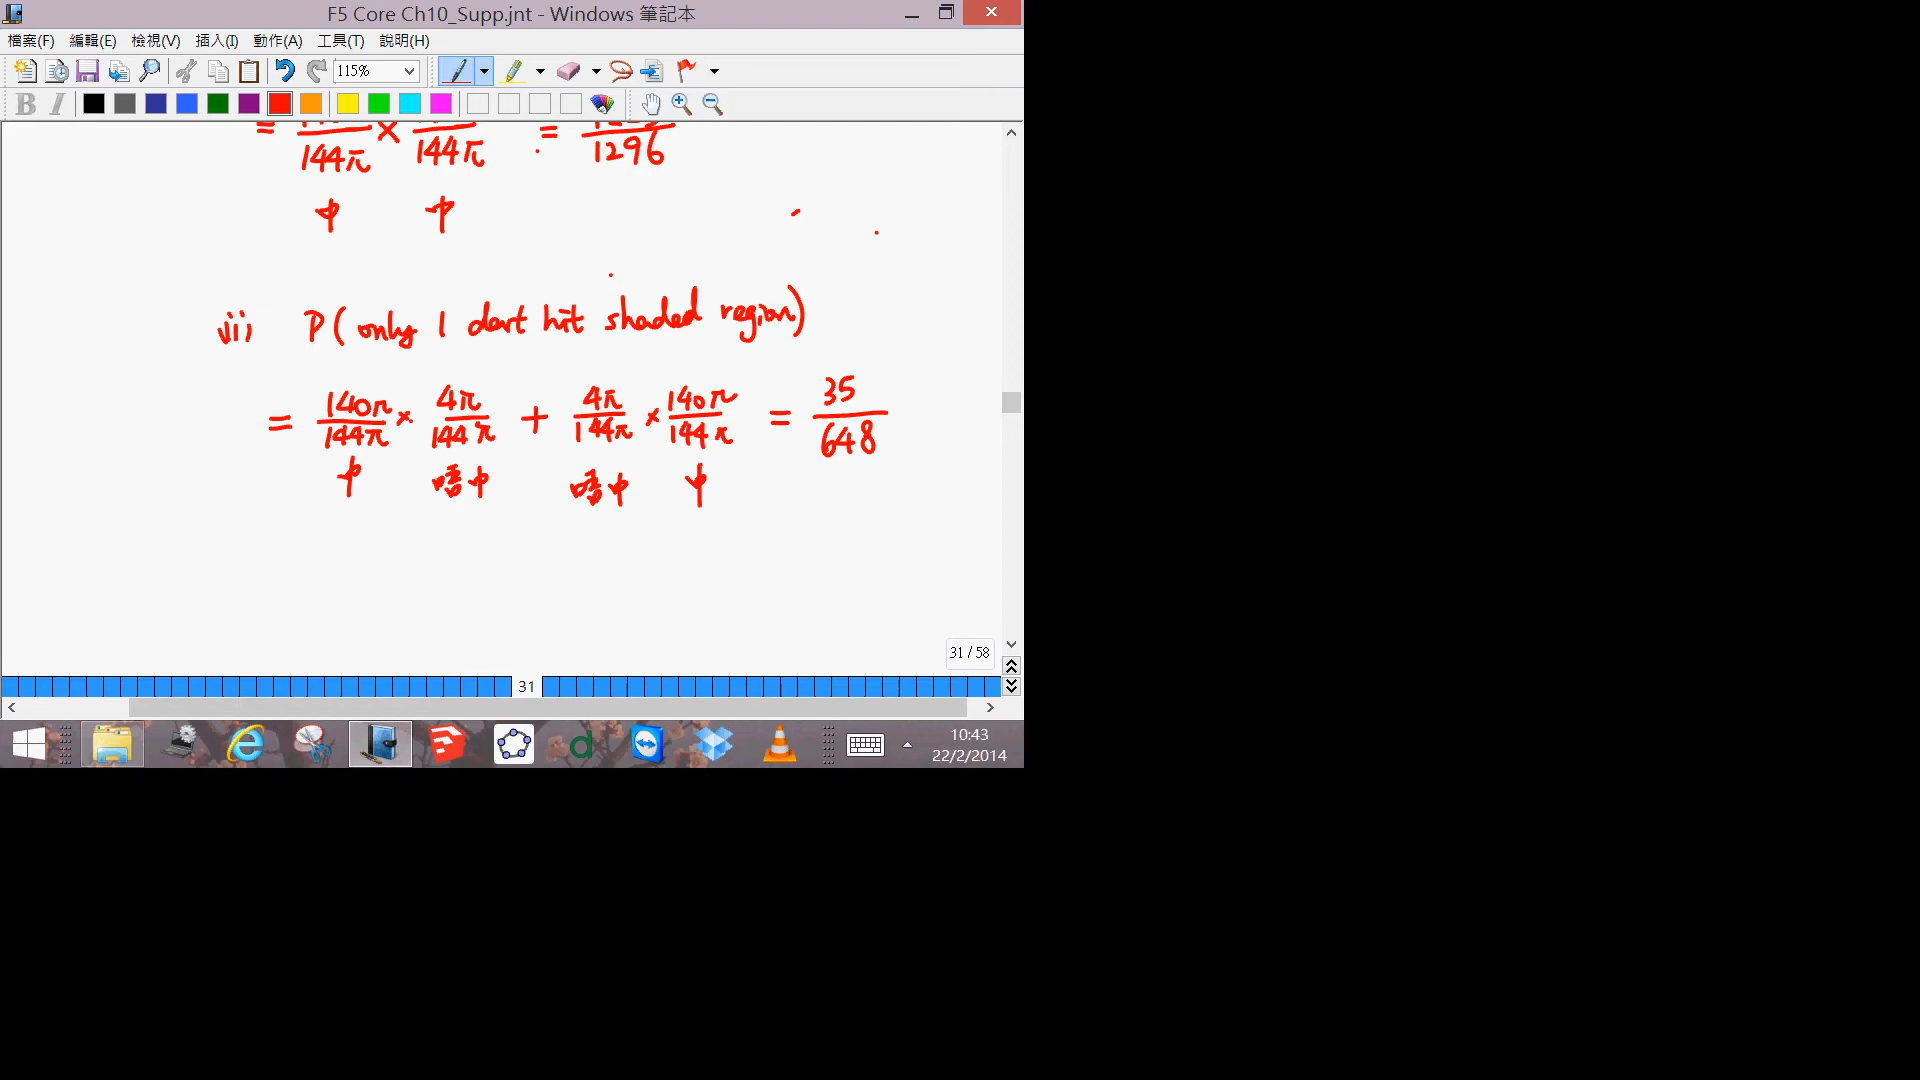 F5 Core Ch10_Supp.jnt - Windows 筆記本
檔案(F) 編輯(E) 檢視(V) 插入(I) 動作(A) 工具(T) 說明(H)
115%
B I
= /144π × /144π = /1296
中 中
ii) P( only 1 dart hit shaded region)
= 140π/144π × 4π/144π + 4π/144π × 140π/144π = 35/648
中 唔中 唔中 中
31 / 58
31
d
10:43
22/2/2014